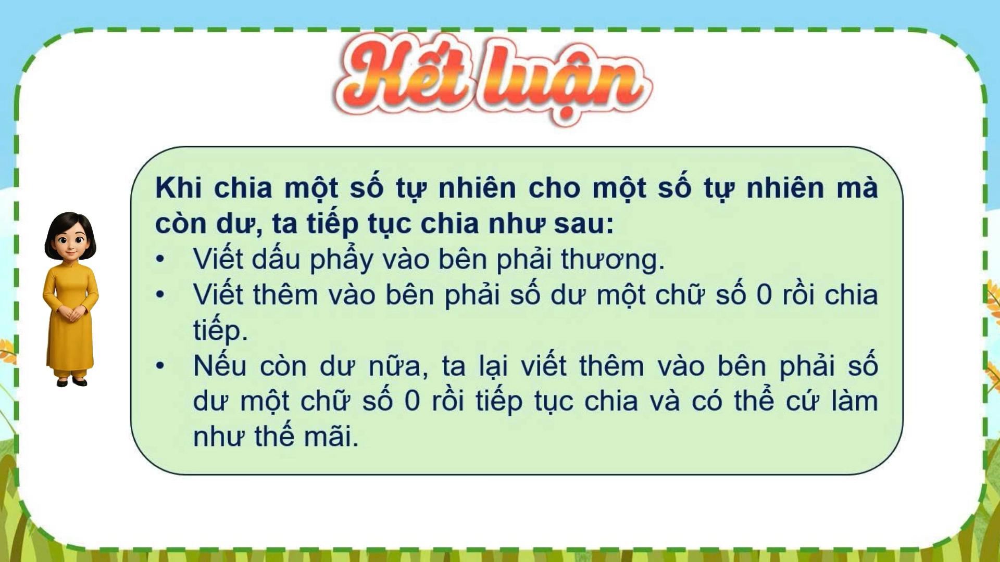 Kết luận
Khi chia một số tự nhiên cho một số tự nhiên mà
còn dư, ta tiếp tục chia như sau:
• Viết dấu phẩy vào bên phải thương.
• Viết thêm vào bên phải số dư một chữ số 0 rồi chia
tiếp.
• Nếu còn dư nữa, ta lại viết thêm vào bên phải số
dư một chữ số 0 rồi tiếp tục chia và có thể cứ làm
như thế mãi.